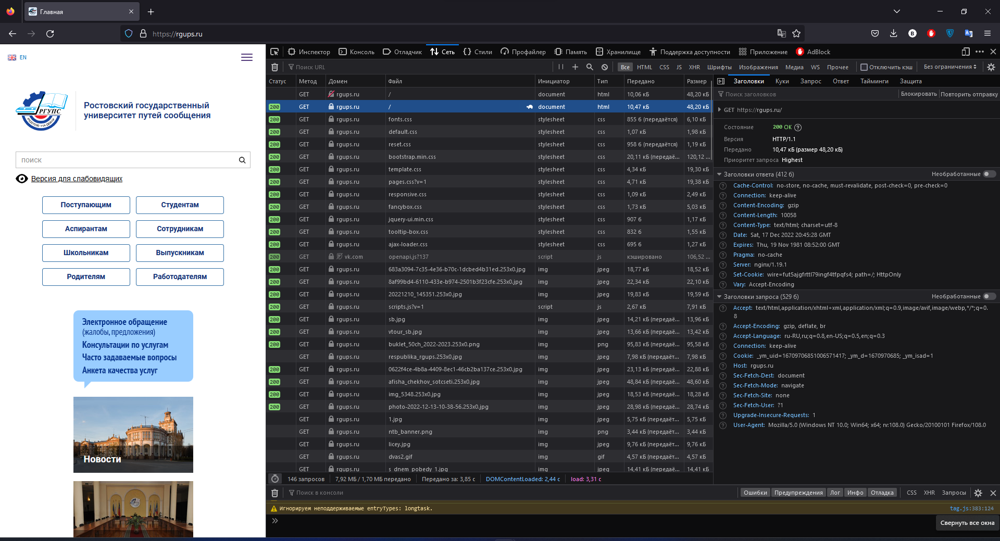 Главная
https://rgups.ru
EN
РГУПС
РОСТОВ-НА-ДОНУ
Ростовский государственный
университет путей сообщения
поиск
Версия для слабовидящих
Поступающим
Студентам
Аспирантам
Сотрудникам
Школьникам
Выпускникам
Родителям
Работодателям
Электронное обращение
(жалобы, предложения)
Консультации по услугам
Часто задаваемые вопросы
Анкета качества услуг
Новости
Инспектор Консоль Отладчик Сеть Стили Профайлер Память Хранилище Поддержка доступности Приложение AdBlock
Поиск URL Все HTML CSS JS XHR Шрифты Изображения Медиа WS Прочее Отключить кэш Без ограничения
Статус Метод Домен Файл Инициатор Тип Передано Размер
GET rgups.ru / document html 10,06 кБ 48,20 кБ
200 GET rgups.ru / document html 10,47 кБ 48,20 кБ
200 GET rgups.ru fonts.css stylesheet css 855 б (передаётся) 6,10 кБ
200 GET rgups.ru default.css stylesheet css 1,07 кБ 1,98 кБ
200 GET rgups.ru reset.css stylesheet css 958 б (передаётся) 1,19 кБ
200 GET rgups.ru bootstrap.min.css stylesheet css 20,11 кБ (передаё… 120,12 …
200 GET rgups.ru template.css stylesheet css 4,34 кБ 19,30 кБ
200 GET rgups.ru pages.css?v=1 stylesheet css 4,71 кБ 19,38 кБ
200 GET rgups.ru responsive.css stylesheet css 1,09 кБ 2,49 кБ
200 GET rgups.ru fancybox.css stylesheet css 1,73 кБ 5,03 кБ
200 GET rgups.ru jquery-ui.min.css stylesheet css 907 б 1,17 кБ
200 GET rgups.ru tooltip-box.css stylesheet css 832 б 1,55 кБ
200 GET rgups.ru ajax-loader.css stylesheet css 695 б 1,27 кБ
200 GET vk.com openapi.js?137 script js кэшировано 106,52 …
200 GET rgups.ru 683a3094-7c35-4e36-b70c-1dcbed4b31ed.253x0.jpg img jpeg 18,77 кБ 18,52 кБ
200 GET rgups.ru 8af99bd4-6110-433e-b974-2501b3f23cfe.253x0.jpg img jpeg 22,34 кБ 22,10 кБ
200 GET rgups.ru 20221210_145351.253x0.jpg img jpeg 19,83 кБ 19,59 кБ
200 GET rgups.ru scripts.js?v=1 script js 2,67 кБ 7,91 кБ
200 GET rgups.ru sb.jpg img jpeg 14,21 кБ (передаё… 13,96 кБ
200 GET rgups.ru vtour_sb.jpg img jpeg 13,66 кБ (передаё… 13,42 кБ
200 GET rgups.ru buklet_50ch_2022-2023.253x0.png img png 95,83 кБ (передаё… 95,58 кБ
GET rgups.ru respublika_rgups.253x0.jpg img jpeg 7,98 кБ (передаёт… 7,98 кБ
200 GET rgups.ru 0622f4ce-4b8a-4409-8ec1-46cb2ba137ce.253x0.jpg img jpeg 23,13 кБ (передаё… 22,88 кБ
200 GET rgups.ru afisha_chekhov_sotcseti.253x0.jpg img jpeg 48,84 кБ (передаё… 48,60 кБ
200 GET rgups.ru img_5348.253x0.jpg img jpeg 18,53 кБ (передаё… 18,28 кБ
200 GET rgups.ru photo-2022-12-13-10-38-56.253x0.jpg img jpeg 28,98 кБ (передаё… 28,74 кБ
GET rgups.ru 1.jpg img jpeg 5,75 кБ (передаёт… 5,75 кБ
GET rgups.ru ntb_banner.png img png 3,44 кБ (передаёт… 3,44 кБ
GET rgups.ru licey.jpg img jpeg 9,76 кБ (передаёт… 9,76 кБ
GET rgups.ru dvas2.gif img gif 4,57 кБ (передаёт… 4,57 кБ
GET rgups.ru s_dnem_pobedy_1.jpg img jpeg 14,41 кБ (передаё… 14,41 кБ
146 запросов 7,92 МБ / 1,70 МБ передано Передано за: 3,85 с DOMContentLoaded: 2,44 с load: 3,31 с
Заголовки Куки Запрос Ответ Тайминги Защита
Поиск заголовков Блокировать Повторить отправку
GET https://rgups.ru/
Состояние 200 OK
Версия HTTP/1.1
Передано 10,47 кБ (размер 48,20 кБ)
Приоритет запроса Highest
Заголовки ответа (412 б) Необработанные
Cache-Control: no-store, no-cache, must-revalidate, post-check=0, pre-check=0
Connection: keep-alive
Content-Encoding: gzip
Content-Length: 10058
Content-Type: text/html; charset=utf-8
Date: Sat, 17 Dec 2022 20:45:28 GMT
Expires: Thu, 19 Nov 1981 08:52:00 GMT
Pragma: no-cache
Server: nginx/1.19.1
Set-Cookie: wire=fut5ajgfrttl79ingf4tfpqfs4; path=/; HttpOnly
Vary: Accept-Encoding
Заголовки запроса (529 б) Необработанные
Accept: text/html,application/xhtml+xml,application/xml;q=0.9,image/avif,image/webp,*/*;q=0.
8
Accept-Encoding: gzip, deflate, br
Accept-Language: ru-RU,ru;q=0.8,en-US;q=0.5,en;q=0.3
Connection: keep-alive
Cookie: _ym_uid=16709706851006571417; _ym_d=1670970685; _ym_isad=1
Host: rgups.ru
Sec-Fetch-Dest: document
Sec-Fetch-Mode: navigate
Sec-Fetch-Site: none
Sec-Fetch-User: ?1
Upgrade-Insecure-Requests: 1
User-Agent: Mozilla/5.0 (Windows NT 10.0; Win64; x64; rv:108.0) Gecko/20100101 Firefox/108.0
Поиск в консоли Ошибки Предупреждения Лог Инфо Отладка CSS XHR Запросы
Игнорируем неподдерживаемые entryTypes: longtask. tag.js:383:124
Свернуть все окна